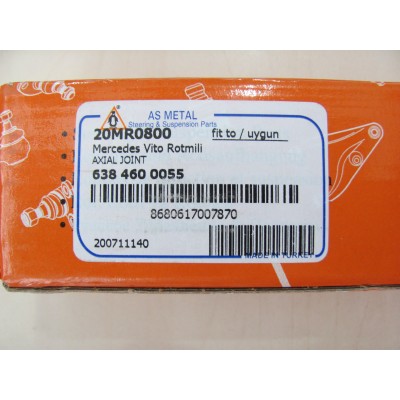 AS METAL
Steering & Suspension Parts
20MR0800 fit to / uygun
Mercedes Vito Rotmili
AXIAL JOINT
638 460 0055
8680617007870
200711140
MADE IN TURKEY